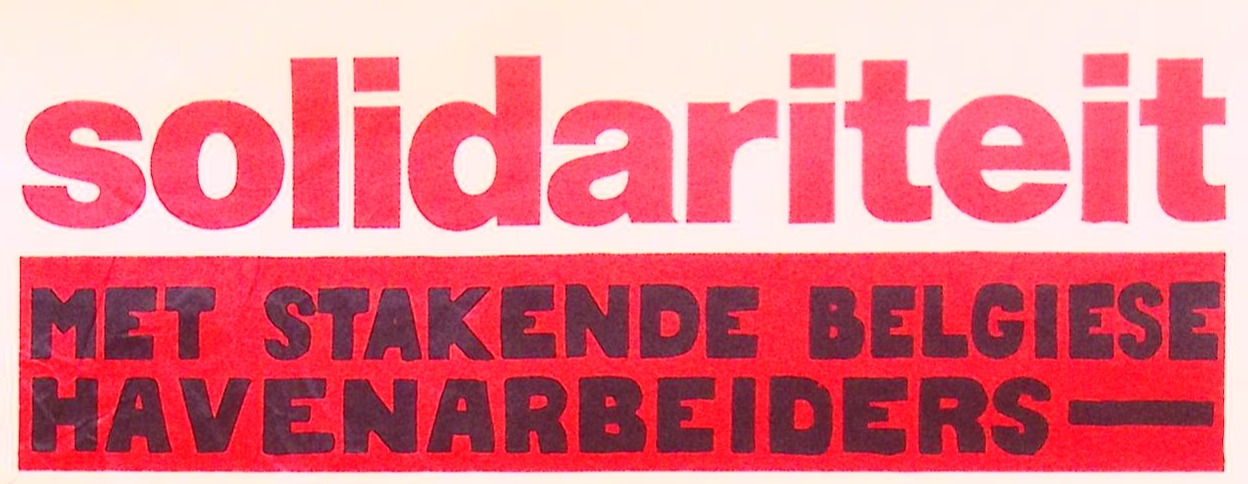 solidariteit
MET STAKENDE BELGIESE
HAVENARBEIDERS—